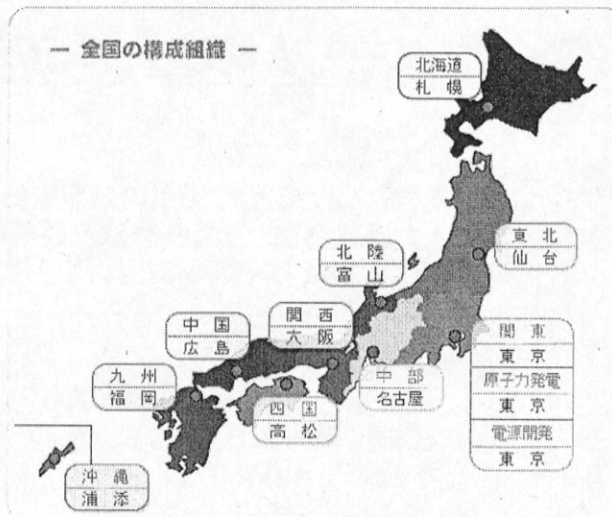 ― 全国の構成組織 ―
北海道
札幌
東北
仙台
北陸
富山
関西
大阪
中国
広島
九州
福岡
四国
高松
中部
名古屋
関東
東京
原子力発電
東京
電源開発
東京
沖縄
浦添